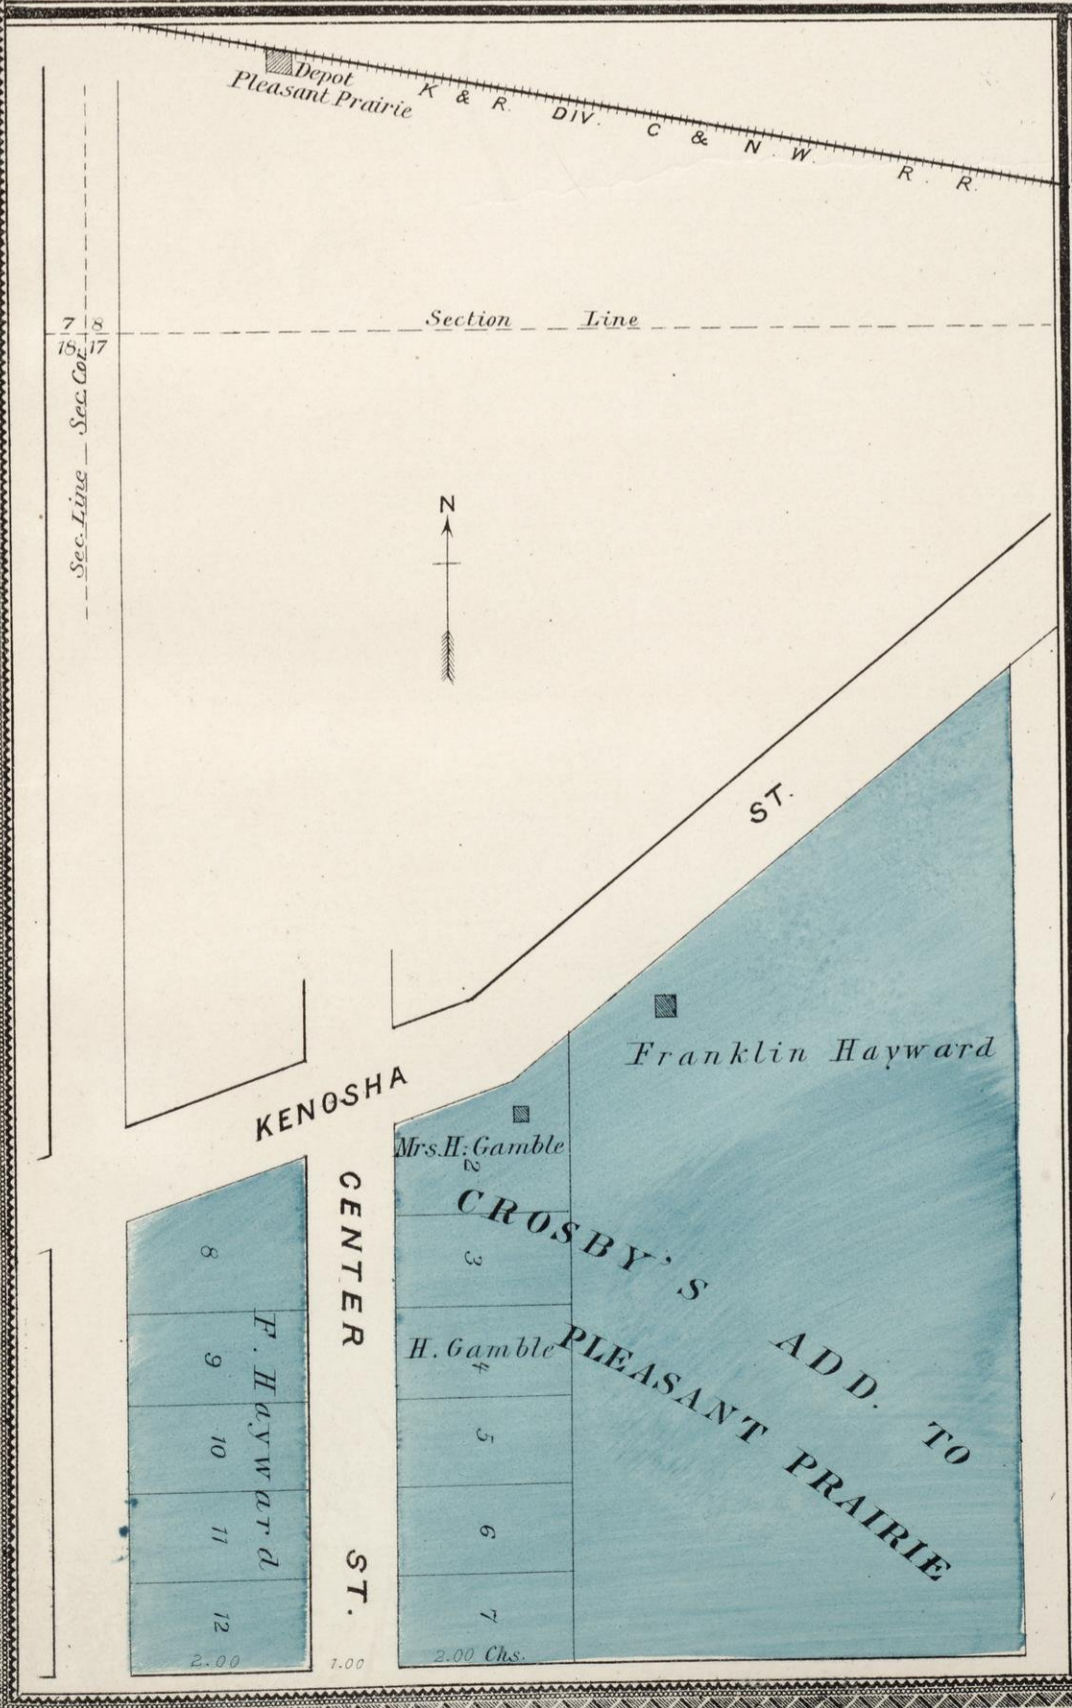 Depot
Pleasant Prairie
K & R. DIV. C & N. W. R. R.
7 8
18 17
Section Line
Sec. Line Sec. Cor.
N
KENOSHA ST.
Franklin Hayward
Mrs. H. Gamble
2
CROSBY'S ADD. TO
PLEASANT PRAIRIE
CENTER ST.
3
H. Gamble
4
5
6
7
8
9
10
11
12
F. Hayward
2.00
1.00
2.00 Chs.